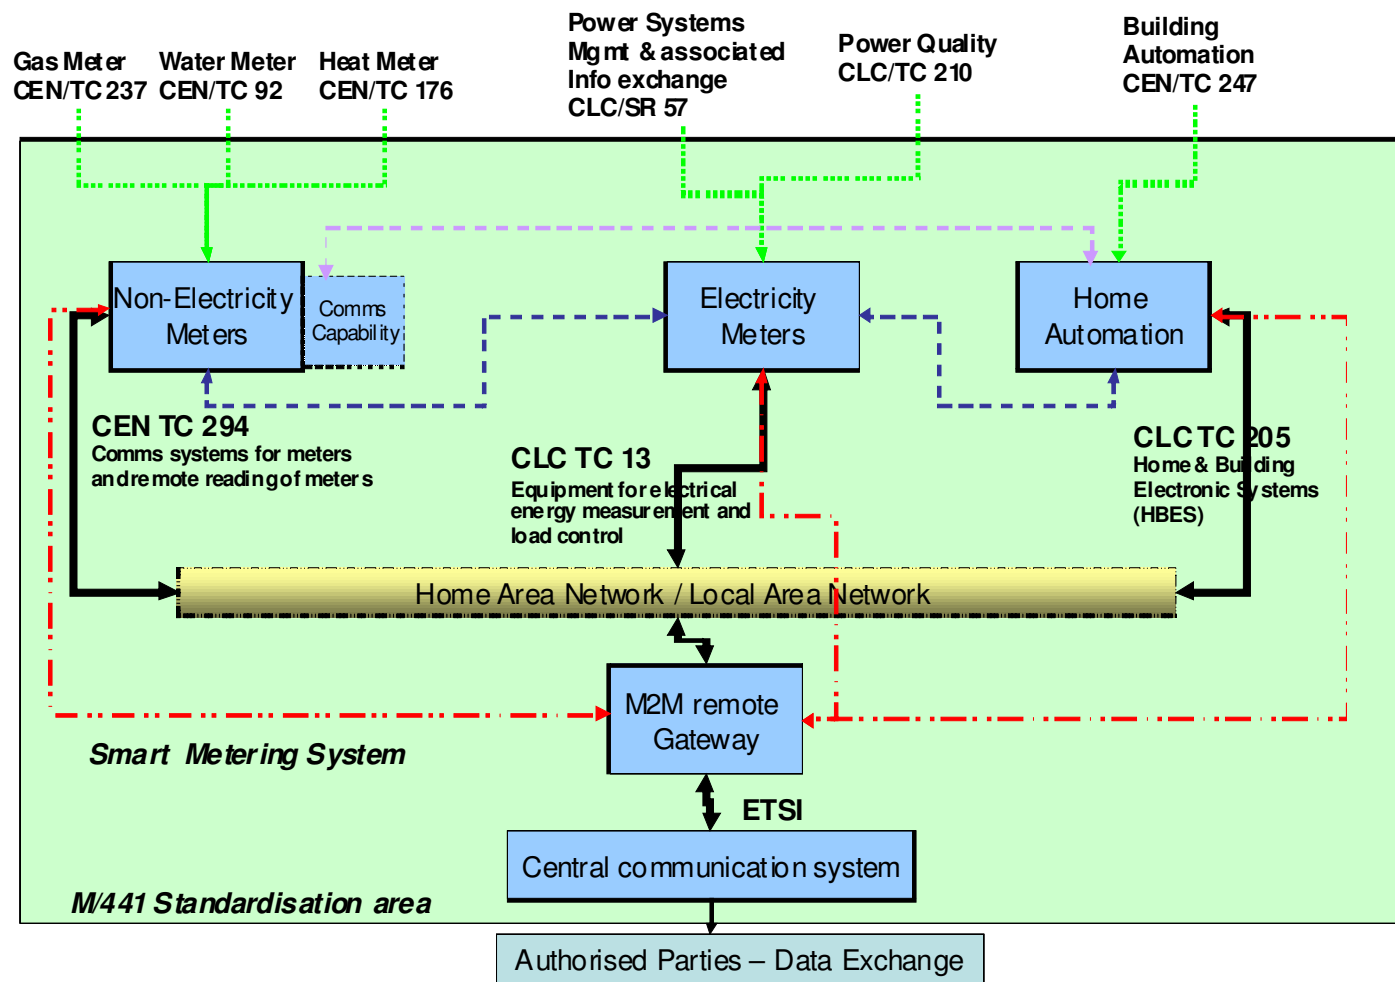 Gas Meter
CEN/TC 237
Water Meter
CEN/TC 92
Heat Meter
CEN/TC 176
Power Systems
Mgmt & associated
Info exchange
CLC/SR 57
Power Quality
CLC/TC 210
Building
Automation
CEN/TC 247
Non-Electricity
Meters
Comms
Capability
Electricity
Meters
Home
Automation
CEN TC 294
Comms systems for meters
and remote reading of meters
CLC TC 13
Equipment for electrical
energy measurement and
load control
CLC TC 205
Home & Building
Electronic Systems
(HBES)
Home Area Network / Local Area Network
M2M remote
Gateway
Smart Metering System
ETSI
Central communication system
M/441 Standardisation area
Authorised Parties – Data Exchange